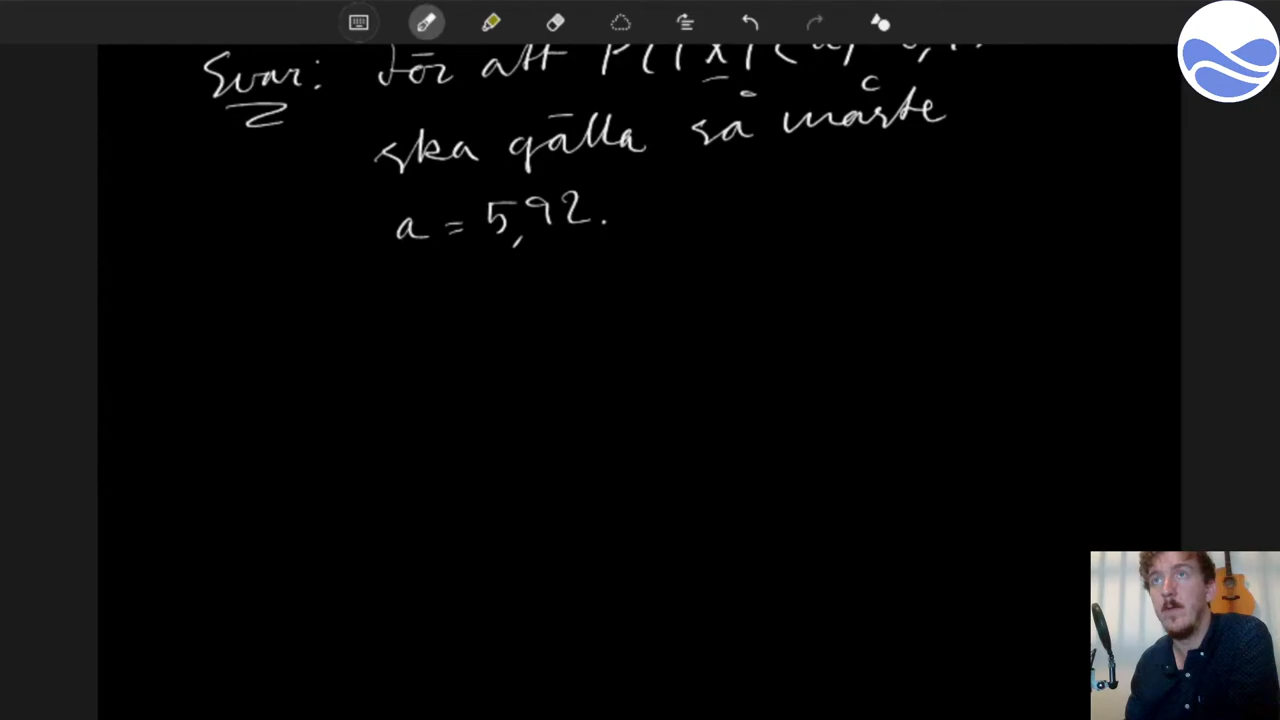 Svar: för att P(|X|<a)
ska gälla så måste
a = 5,92.